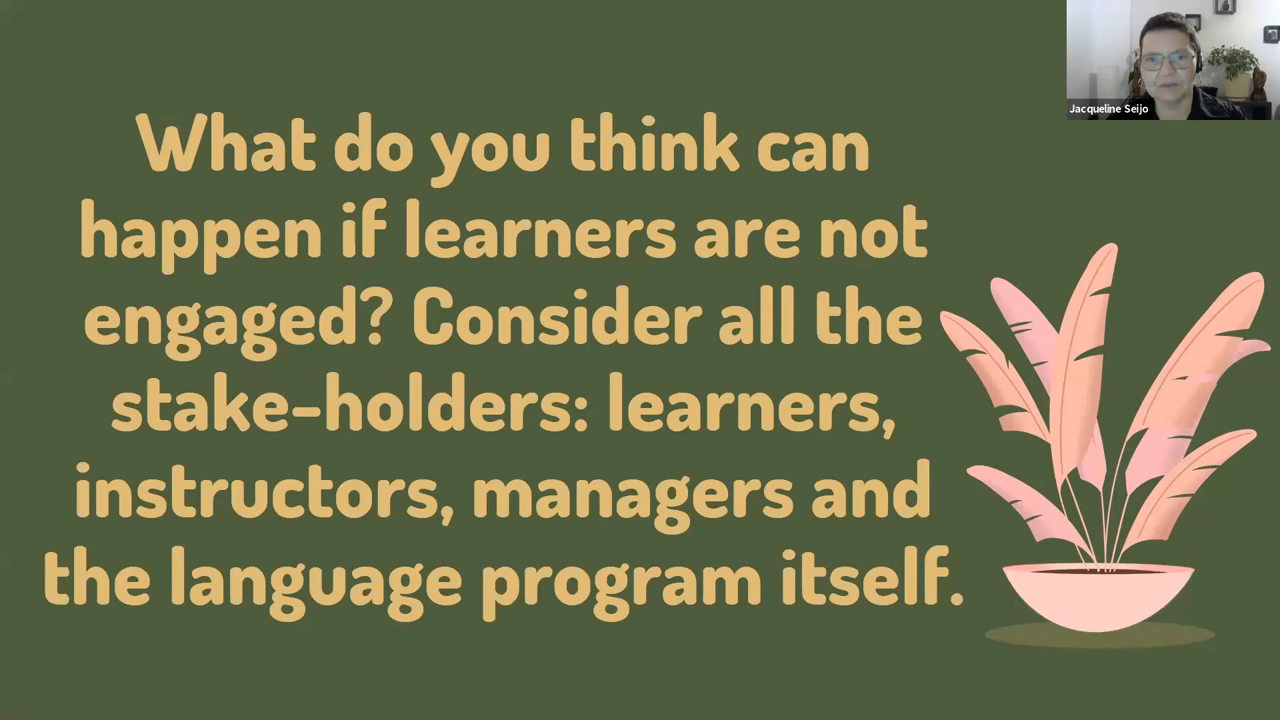 What do you think can
happen if learners are not
engaged? Consider all the
stake-holders: learners,
instructors, managers and
the language program itself.
Jacqueline Seijo